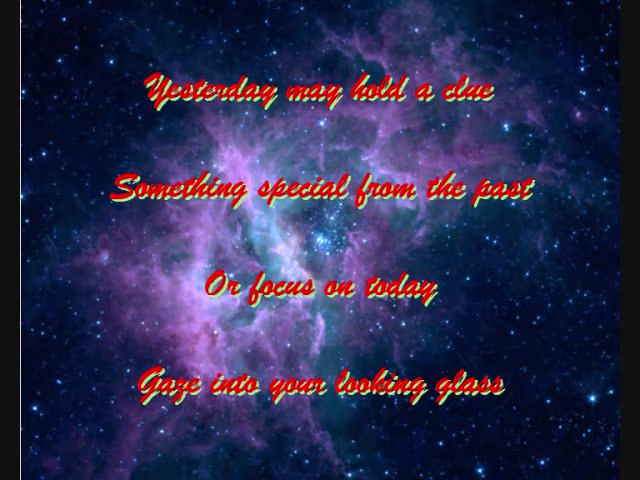 Yesterday may hold a clue
Something special from the past
Or focus on today
Gaze into your looking glass